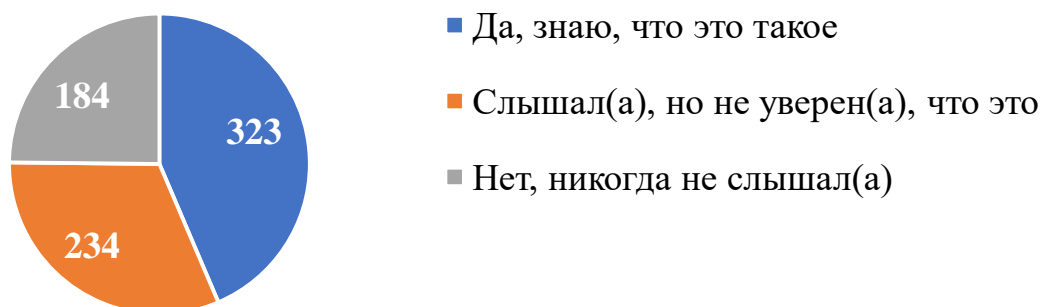 184
323
234
Да, знаю, что это такое
Слышал(а), но не уверен(а), что это
Нет, никогда не слышал(а)